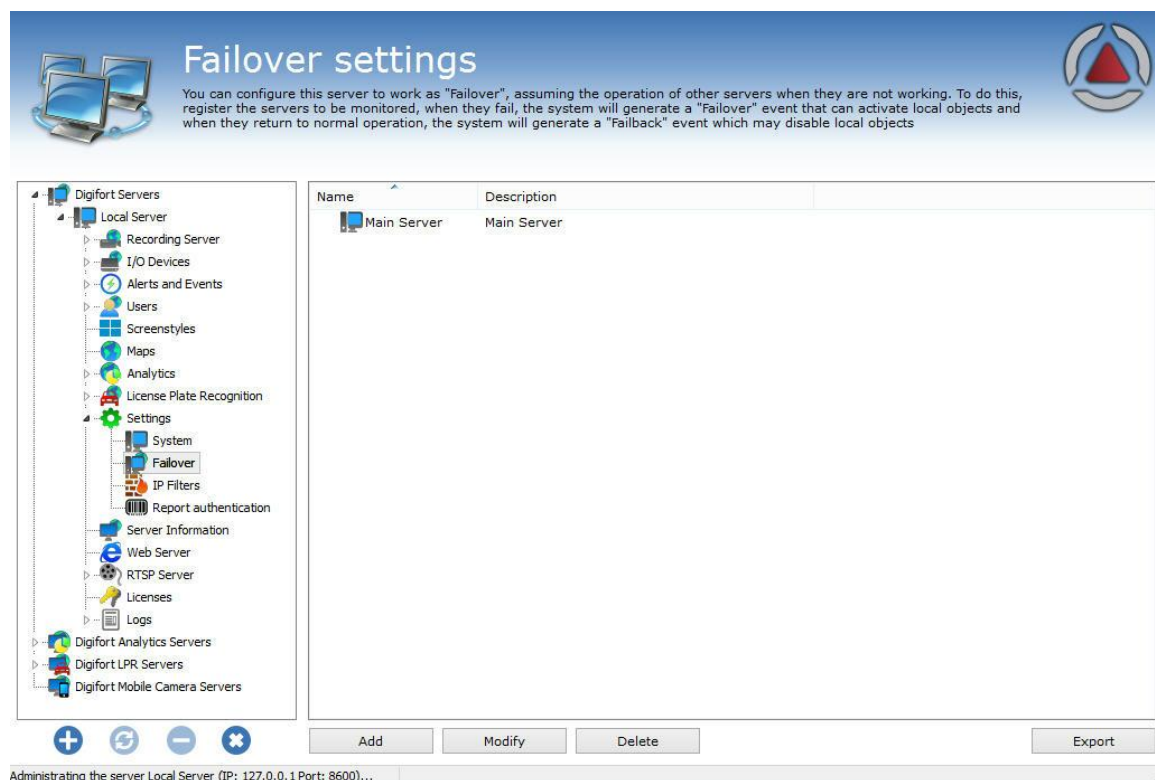 Failover settings
You can configure this server to work as "Failover", assuming the operation of other servers when they are not working. To do this,
register the servers to be monitored, when they fail, the system will generate a "Failover" event that can activate local objects and
when they return to normal operation, the system will generate a "Failback" event which may disable local objects
Digifort Servers
Local Server
Recording Server
I/O Devices
Alerts and Events
Users
Screenstyles
Maps
Analytics
License Plate Recognition
Settings
System
Failover
IP Filters
Report authentication
Server Information
Web Server
RTSP Server
Licenses
Logs
Digifort Analytics Servers
Digifort LPR Servers
Digifort Mobile Camera Servers
Name Description
Main Server Main Server
Add Modify Delete Export
Administrating the server Local Server (IP: 127.0.0.1 Port: 8600)...